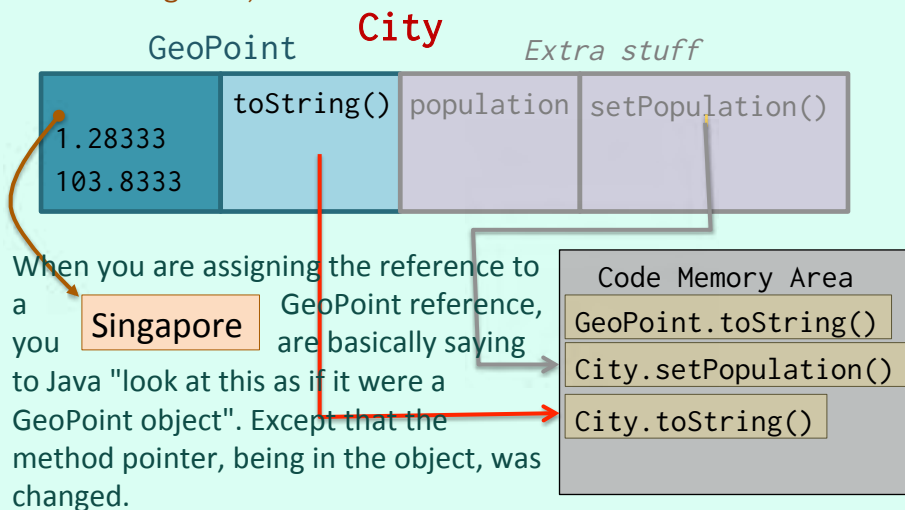 City
GeoPoint
Extra stuff
toString()
population
setPopulation()
1.28333
103.8333
When you are assigning the reference to
a GeoPoint reference,
Singapore
you are basically saying
to Java "look at this as if it were a
GeoPoint object". Except that the
method pointer, being in the object, was
changed.
Code Memory Area
GeoPoint.toString()
City.setPopulation()
City.toString()